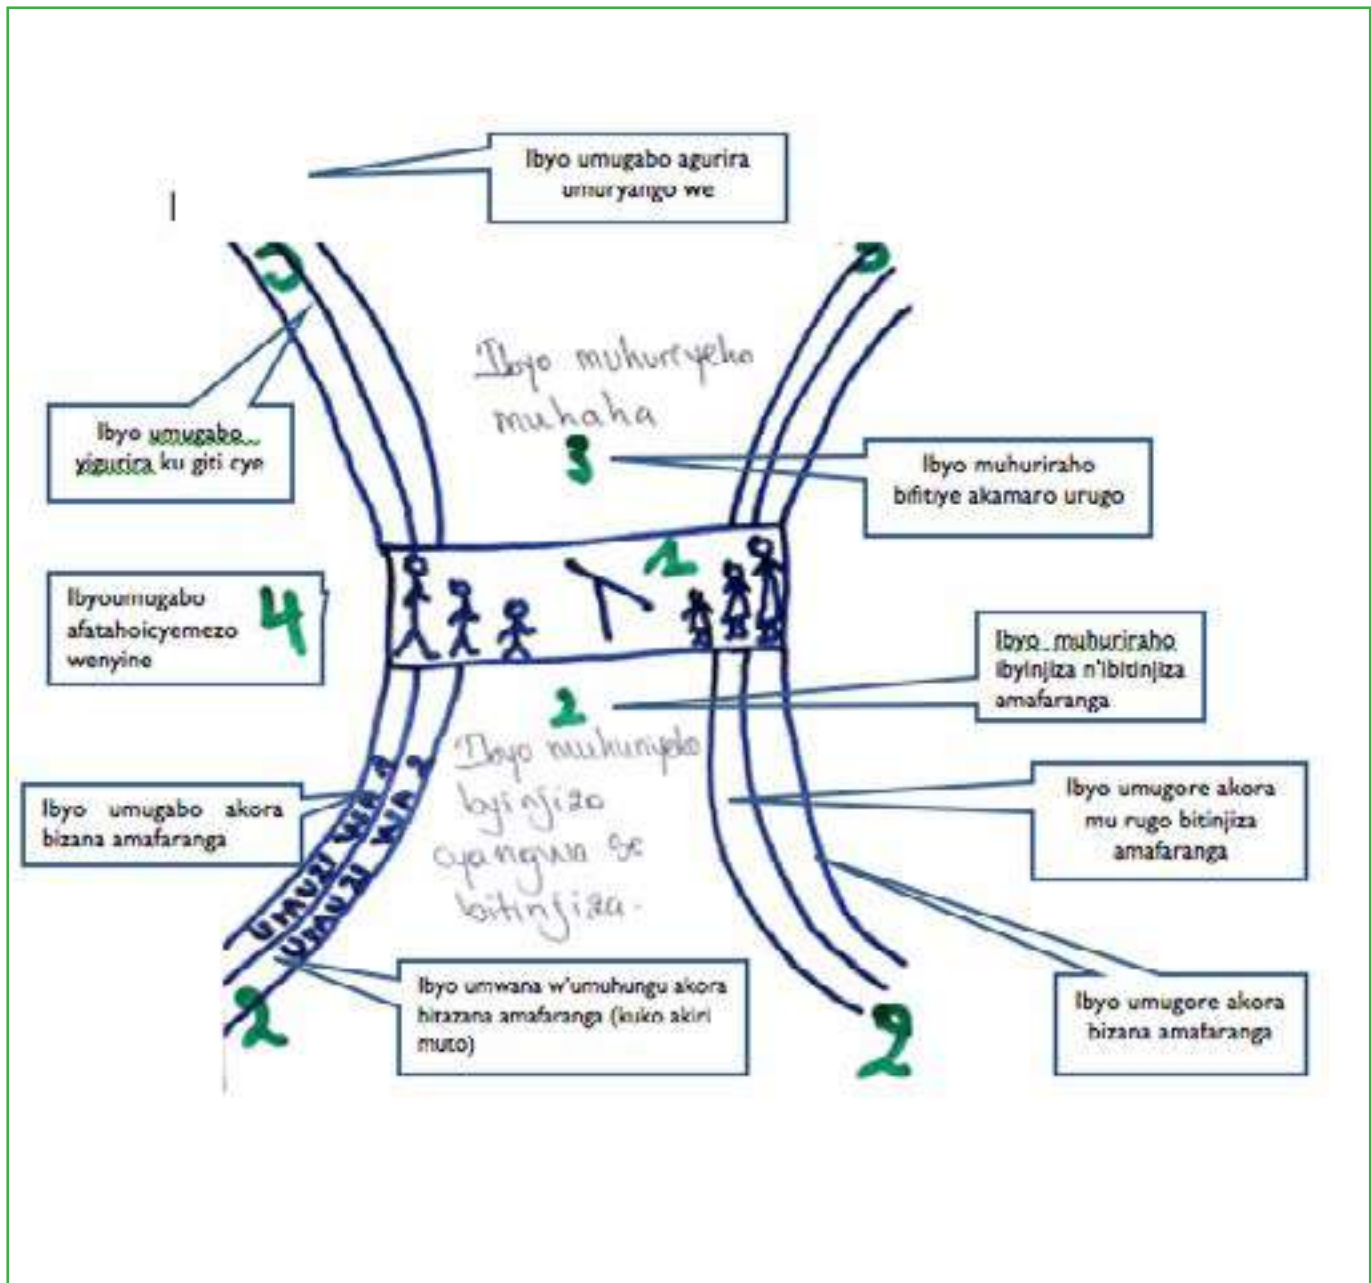 Ibyo umugabo agurira
umuryango we
Ibyo muhuriyeko
muhaha
3
Ibyo umugabo
yigurira ku giti cye
Ibyo muhuriraho
bifitiye akamaro urugo
1
Ibyoumugabo
afatahoicyemezo
wenyine
4
Ibyo muhuriraho
ibyinjiza n'ibitinjiza
amafaranga
2
Ibyo muhuriyeko
byinjiza
cyangwa se
bitinjiza.
Ibyo umugabo akora
bizana amafaranga
Ibyo umugore akora
mu rugo bitinjiza
amafaranga
UMUZI WA 2
UMUZI WA 2
Ibyo umwana w'umuhungu akora
bitazana amafaranga (kuko akiri
muto)
Ibyo umugore akora
bizana amafaranga
2
2